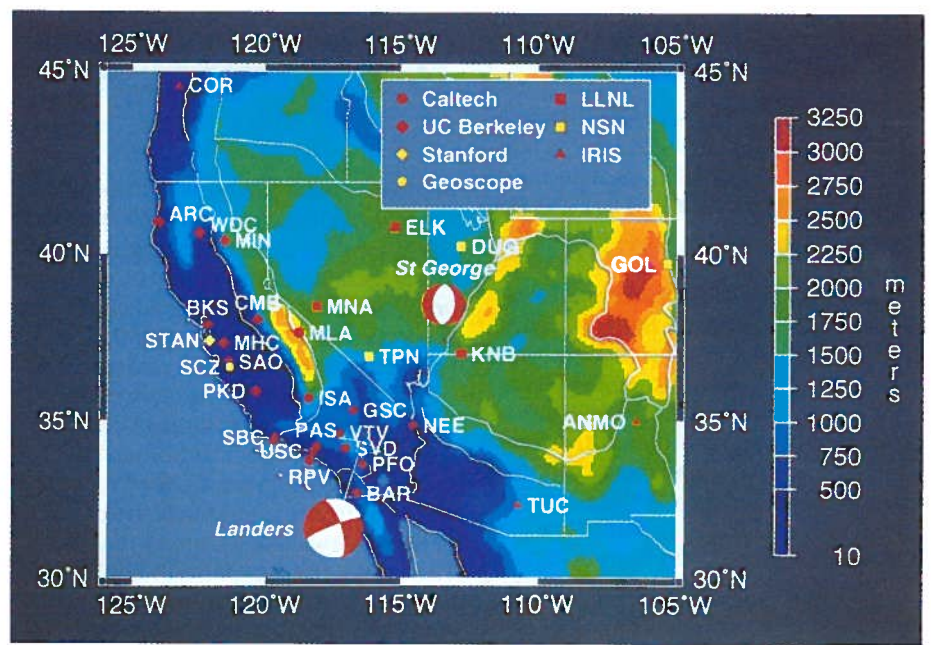 125°W 120°W 115°W 110°W 105°W
45°N 45°N
COR
Caltech LLNL
UC Berkeley NSN
Stanford IRIS
Geoscope
3250
3000
2750
2500
2250
2000
1750
1500
1250
1000
750
500
10
meters
ARC
WDC
MIN
ELK
DUG
40°N 40°N
St George
GOL
BKS
CMB
MNA
STAN
MHC
MLA
SCZ
SAO
TPN
KNB
PKD
ISA
GSC
35°N 35°N
SBC
PAS
VTV
NEE
ANMO
USC
SVD
RPV
PFO
BAR
TUC
Landers
30°N 30°N
125°W 120°W 115°W 110°W 105°W